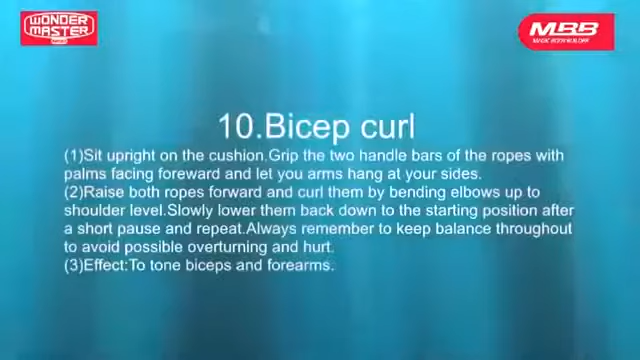 WONDER
MASTER
MBB
10.Bicep curl
(1)Sit upright on the cushion.Grip the two handle bars of the ropes with
palms facing foreward and let you arms hang at your sides.
(2)Raise both ropes forward and curl them by bending elbows up to
shoulder level.Slowly lower them back down to the starting position after
a short pause and repeat.Always remember to keep balance throughout
to avoid possible overturning and hurt.
(3)Effect:To tone biceps and forearms.